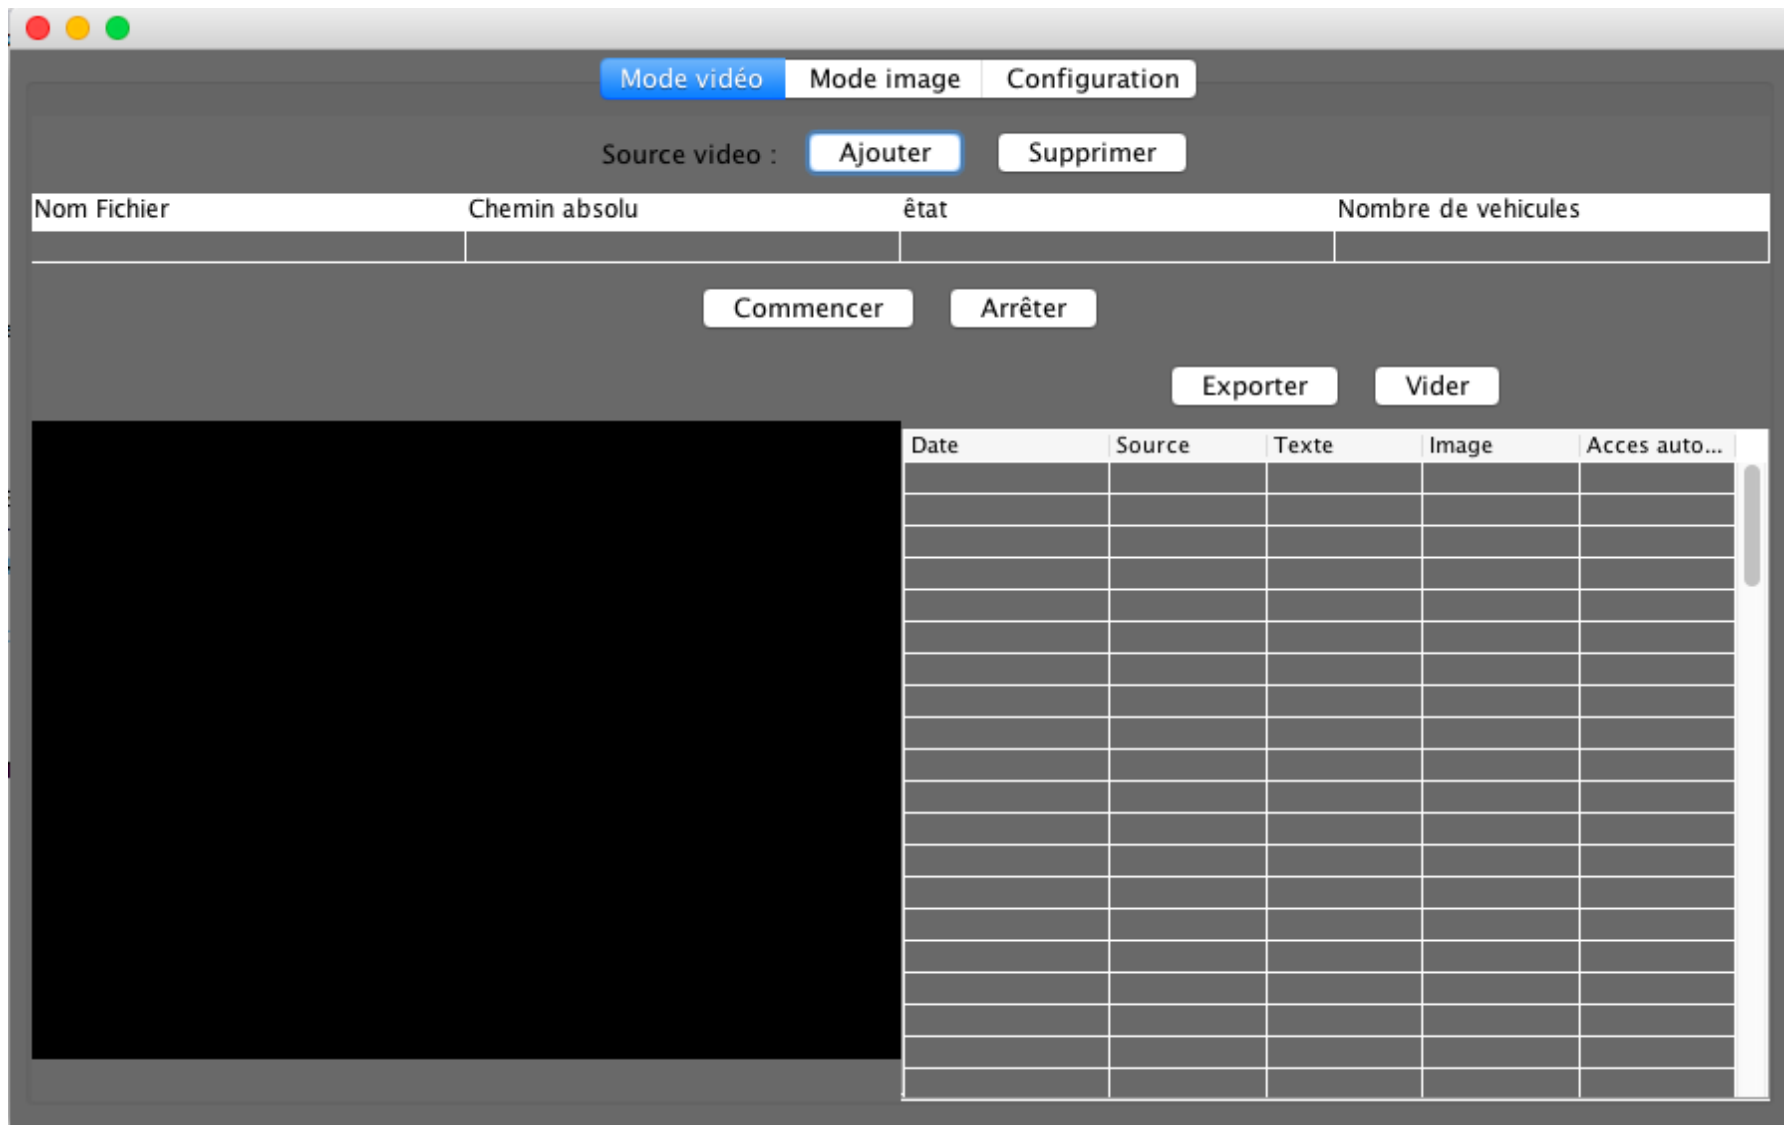 Mode vidéo Mode image Configuration
Source video : Ajouter Supprimer
Nom Fichier Chemin absolu êtat Nombre de vehicules
Commencer Arrêter
Exporter Vider
Date Source Texte Image Acces auto...